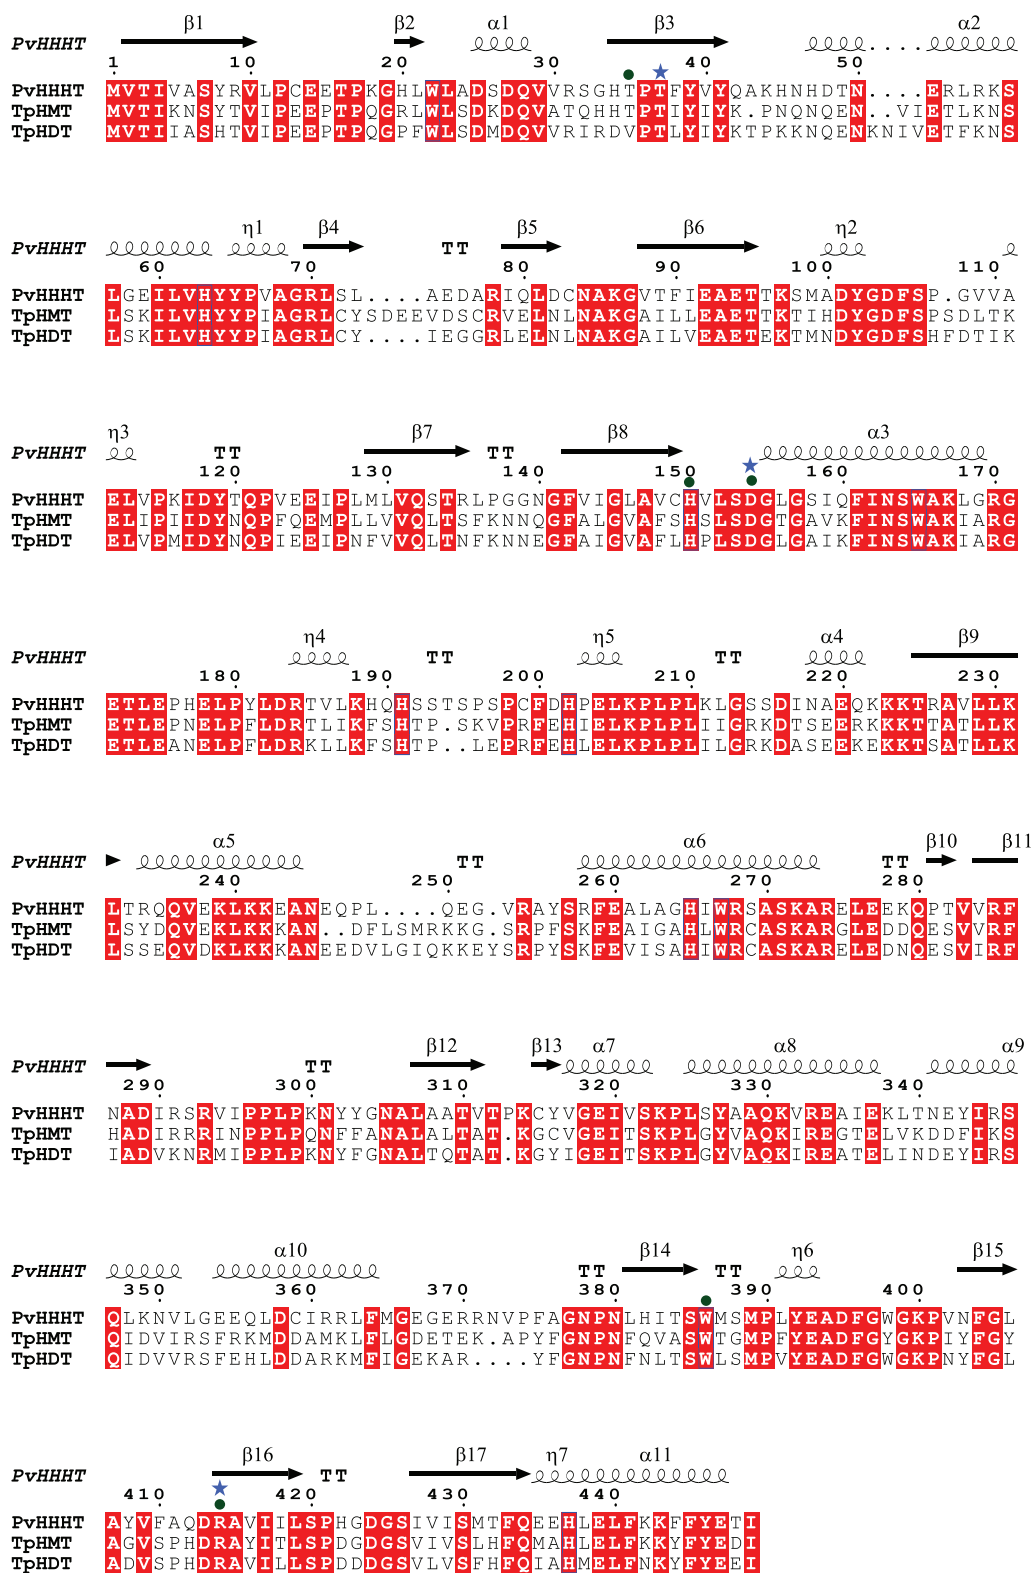 β1 β2 α1 β3 α2
PvHHHT
1 10 20 30 40 50
PvHHHT MVTIVASYRVLPCEETPKGHLWLADSDQVVRSGHTPTFYVYQAKHNHDTN....ERLRKS
TpHMT MVTIKNSYTVIPEEPTPQGRLWLSDKDQVATQHHTPTIYIYK.PNQNQEN..VIETLKNS
TpHDT MVTIIASHTVIPEEPTPQGPFWLSDMDQVVRIRDVPTLYIYKTPKKNQENKNIVETFKNS
η1 β4 TT β5 β6 η2
PvHHHT
60 70 80 90 100 110
PvHHHT LGEILVHYYPVAGRLSL....AEDARIQLDCNAKGVTFIEAETTKSMADYGDFSP.GVVA
TpHMT LSKILVHYYPIAGRLCYSDEEVDSCRVELNLNAKGAILLEAETTKTIHDYGDFSPSDLTK
TpHDT LSKILVHYYPIAGRLCY....IEGGRLELNLNAKGAILVEAETEKTMNDYGDFSHFDTIK
η3 TT β7 TT β8 α3
PvHHHT
120 130 140 150 160 170
PvHHHT ELVPKIDYTQPVEEIPLMLVQSTRLPGGNGFVIGLAVCHVLSDGLGSIQFINSWAKLGRG
TpHMT ELIPIIDYNQPFQEMPLLVVQLTSFKNNQGFALGVAFSHSLSDGTGAVKFINSWAKIARG
TpHDT ELVPMIDYNQPIEEIPNFVVQLTNFKNNEGFAIGVAFLHPLSDGLGAIKFINSWAKIARG
η4 TT η5 TT α4 β9
PvHHHT
180 190 200 210 220 230
PvHHHT ETLEPHELPYLDRTVLKHQHSSTSPSPCFDHPELKPLPLKLGSSDINAEQKKKTRAVLLK
TpHMT ETLEPNELPFLDRTLIKFSHTP.SKVPRFEHIELKPLPLIIGRKDTSEERKKKTTATLLK
TpHDT ETLEANELPFLDRKLLKFSHTP..LEPRFEHLELKPLPLILGRKDASEEKEKKTSATLLK
α5 TT α6 TT β10 β11
PvHHHT
240 250 260 270 280
PvHHHT LTRQQVEKLKKEANEQPL....QEG.VRAYSRFEALAGHIWRSASKARELEEKQPTVVRF
TpHMT LSYDQVEKLKKKAN..DFLSMRKKG.SRPFSKFEAIGAHLWRCASKARGLEDDQESVVRF
TpHDT LSSEQVDKLKKKANEEDVLGIQKKEYSRPYSKFEVISAHIWRCASKARELEDNQESVIRF
TT β12 β13 α7 α8 α9
PvHHHT
290 300 310 320 330 340
PvHHHT NADIRSRVIPPLPKNYYGNALAATVTPKCYVGEIVSKPLSYAAQKVREAIEKLTNEYIRS
TpHMT HADIRRRINPPLPQNFFANALALTAT.KGCVGEITSKPLGYVAQKIREGTELVKDDFIKS
TpHDT IADVKNRMIPPLPKNYFGNALTQTAT.KGYIGEITSKPLGYVAQKIREATELINDEYIRS
α10 TT β14 TT η6 β15
PvHHHT
350 360 370 380 390 400
PvHHHT QLKNVLGEEQLDCIRRLFMGEGERRNVPFAGNPNLHITSWMSMPLYEADFGWGKPVNFGL
TpHMT QIDVIRSFRKMDDAMKLFLGDETEK.APYFGNPNFQVASWTGMPFYEADFGWGKPIYFGY
TpHDT QIDVVRSFEHLDDARKMFIGEKAR....YFGNPNFNLTSWLSMPVYEADFGWGKPNYFGL
β16 TT β17 η7 α11
PvHHHT
410 420 430 440
PvHHHT AYVFAQDRAVIILSPHGDGSIVISMTFQEEHLELFKKFFYETI
TpHMT AGVSPHDRAYITLSPDGDGSVIVSLHFQMAHLELFKKYFYEDI
TpHDT ADVSPHDRAVILLSPDDDGSVLVSFHFQIAHMELFNKYFYEEI